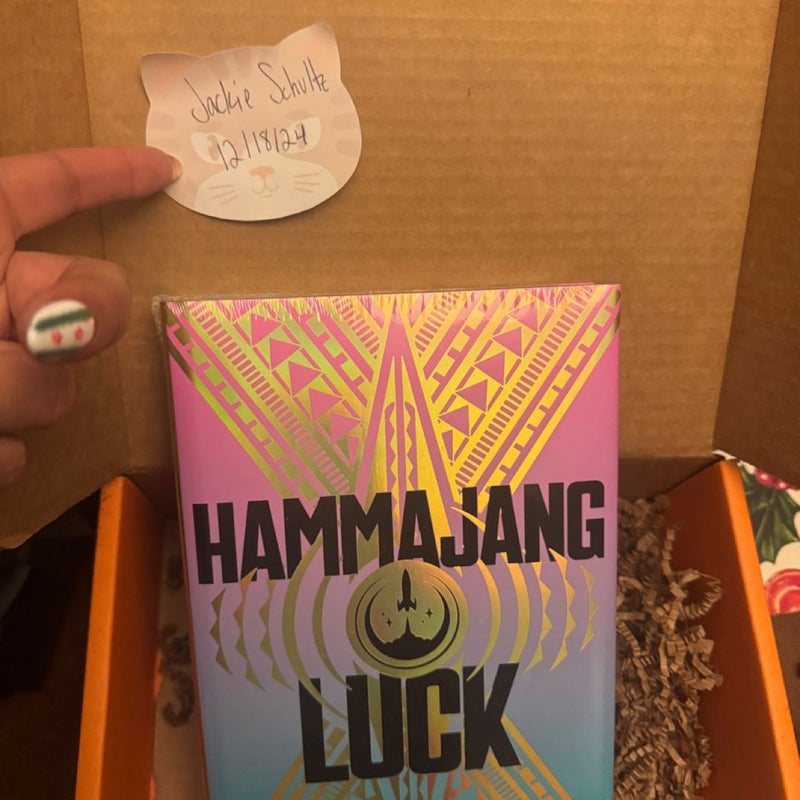 Jackie Schultz
12/18/24
HAMMAJANG
LUCK